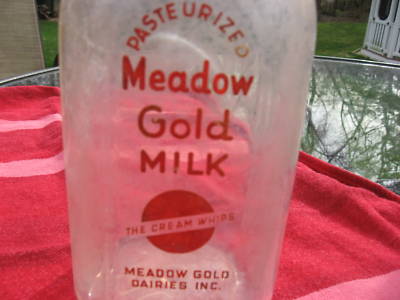 PASTEURIZED
Meadow
Gold
MILK
THE CREAM WHIPS
MEADOW GOLD
DAIRIES INC.